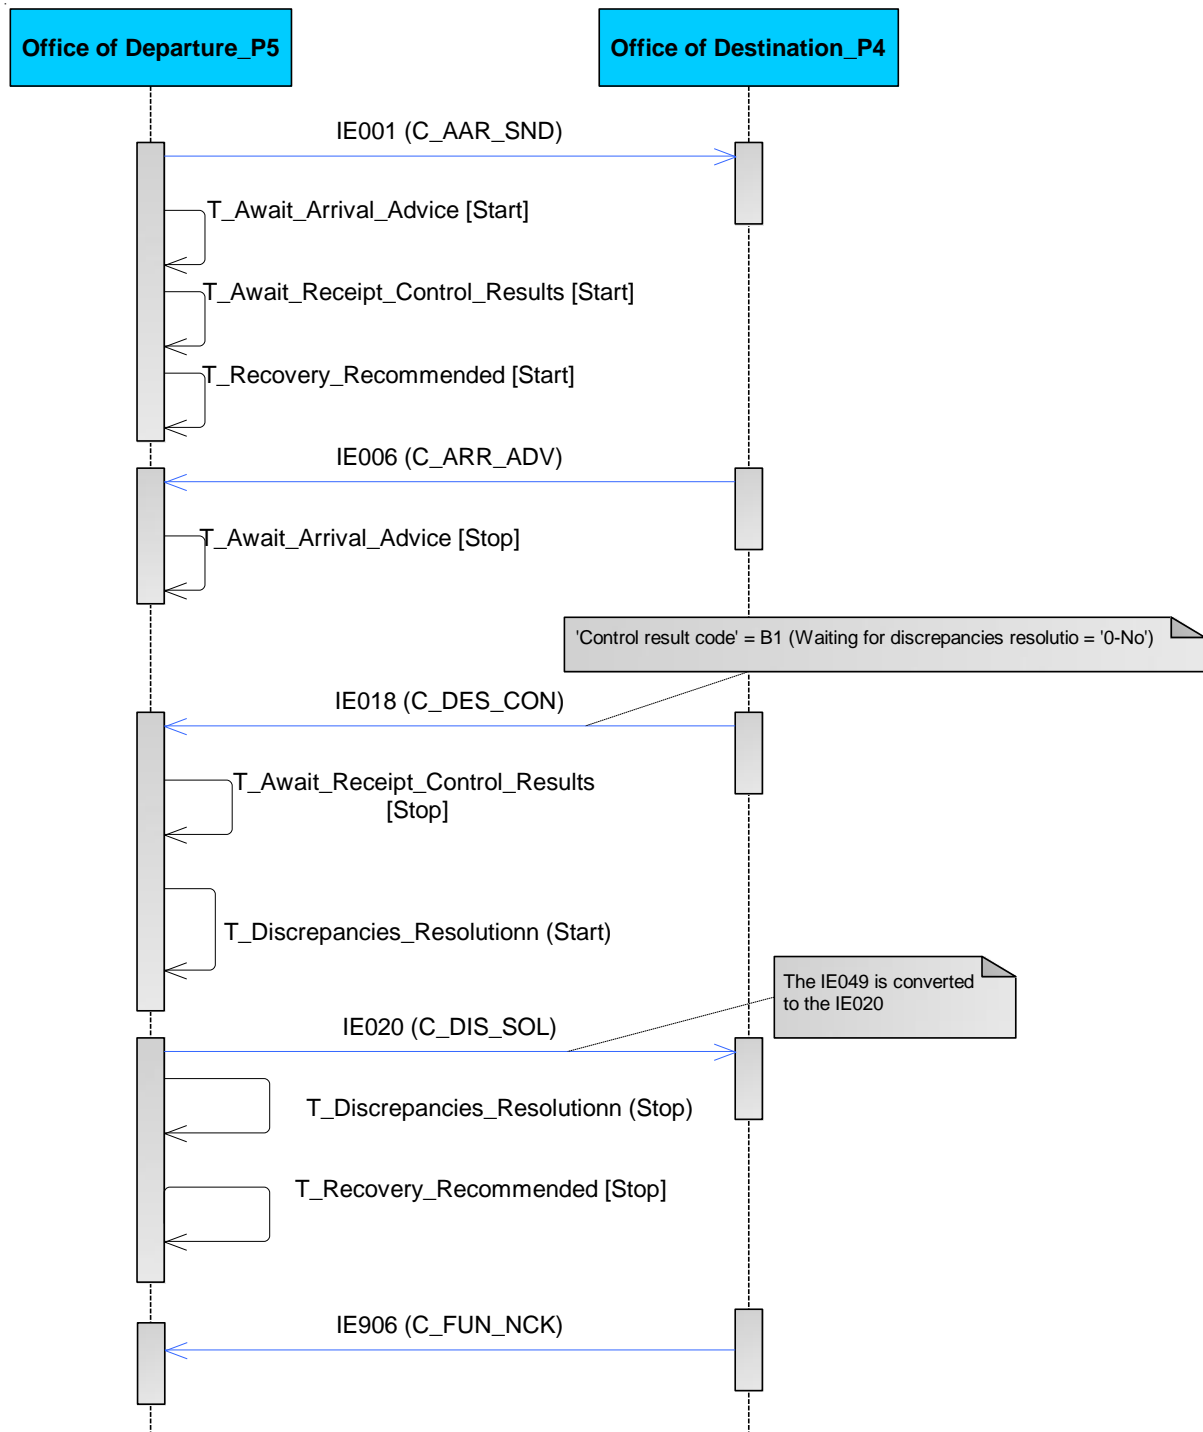 Office of Departure_P5
Office of Destination_P4
IE001 (C_AAR_SND)
T_Await_Arrival_Advice [Start]
T_Await_Receipt_Control_Results [Start]
T_Recovery_Recommended [Start]
IE006 (C_ARR_ADV)
T_Await_Arrival_Advice [Stop]
'Control result code' = B1 (Waiting for discrepancies resolutio = '0-No')
IE018 (C_DES_CON)
T_Await_Receipt_Control_Results
[Stop]
T_Discrepancies_Resolutionn (Start)
The IE049 is converted
to the IE020
IE020 (C_DIS_SOL)
T_Discrepancies_Resolutionn (Stop)
T_Recovery_Recommended [Stop]
IE906 (C_FUN_NCK)